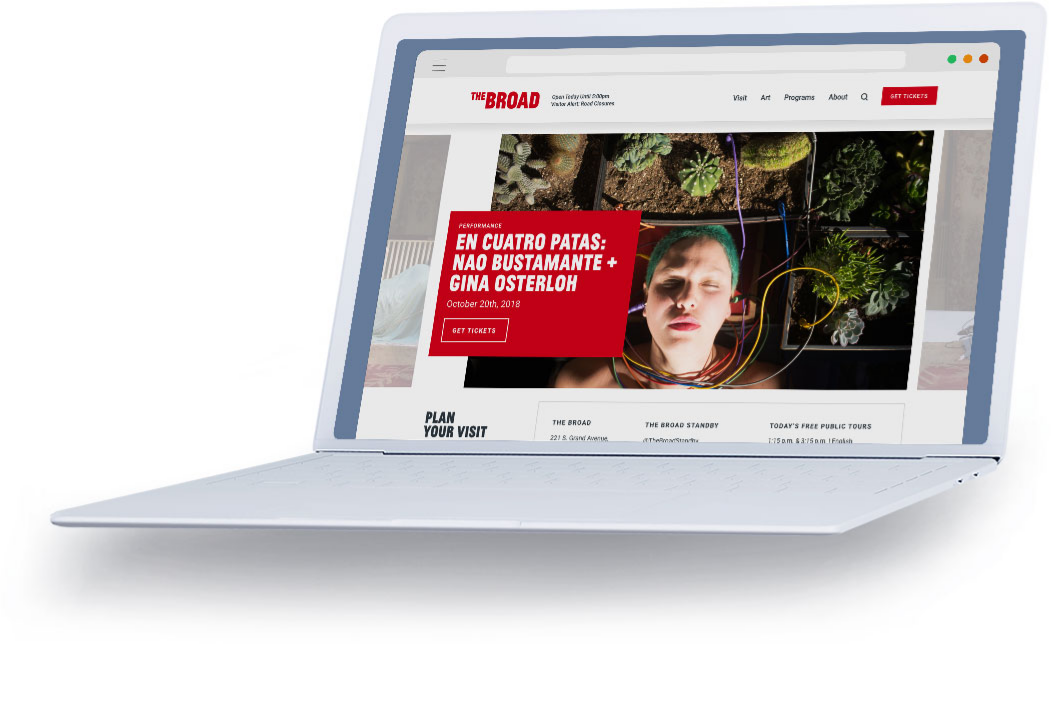 THE BROAD
Open Today Until 5:00pm
Visitor Alert: Road Closures
Visit Art Programs About
GET TICKETS
PERFORMANCE
EN CUATRO PATAS:
NAO BUSTAMANTE +
GINA OSTERLOH
October 20th, 2018
GET TICKETS
PLAN
YOUR VISIT
THE BROAD
221 S. Grand Avenue,
THE BROAD STANDBY
@TheBroadStandby
TODAY'S FREE PUBLIC TOURS
1:15 p.m. & 3:15 p.m. | English